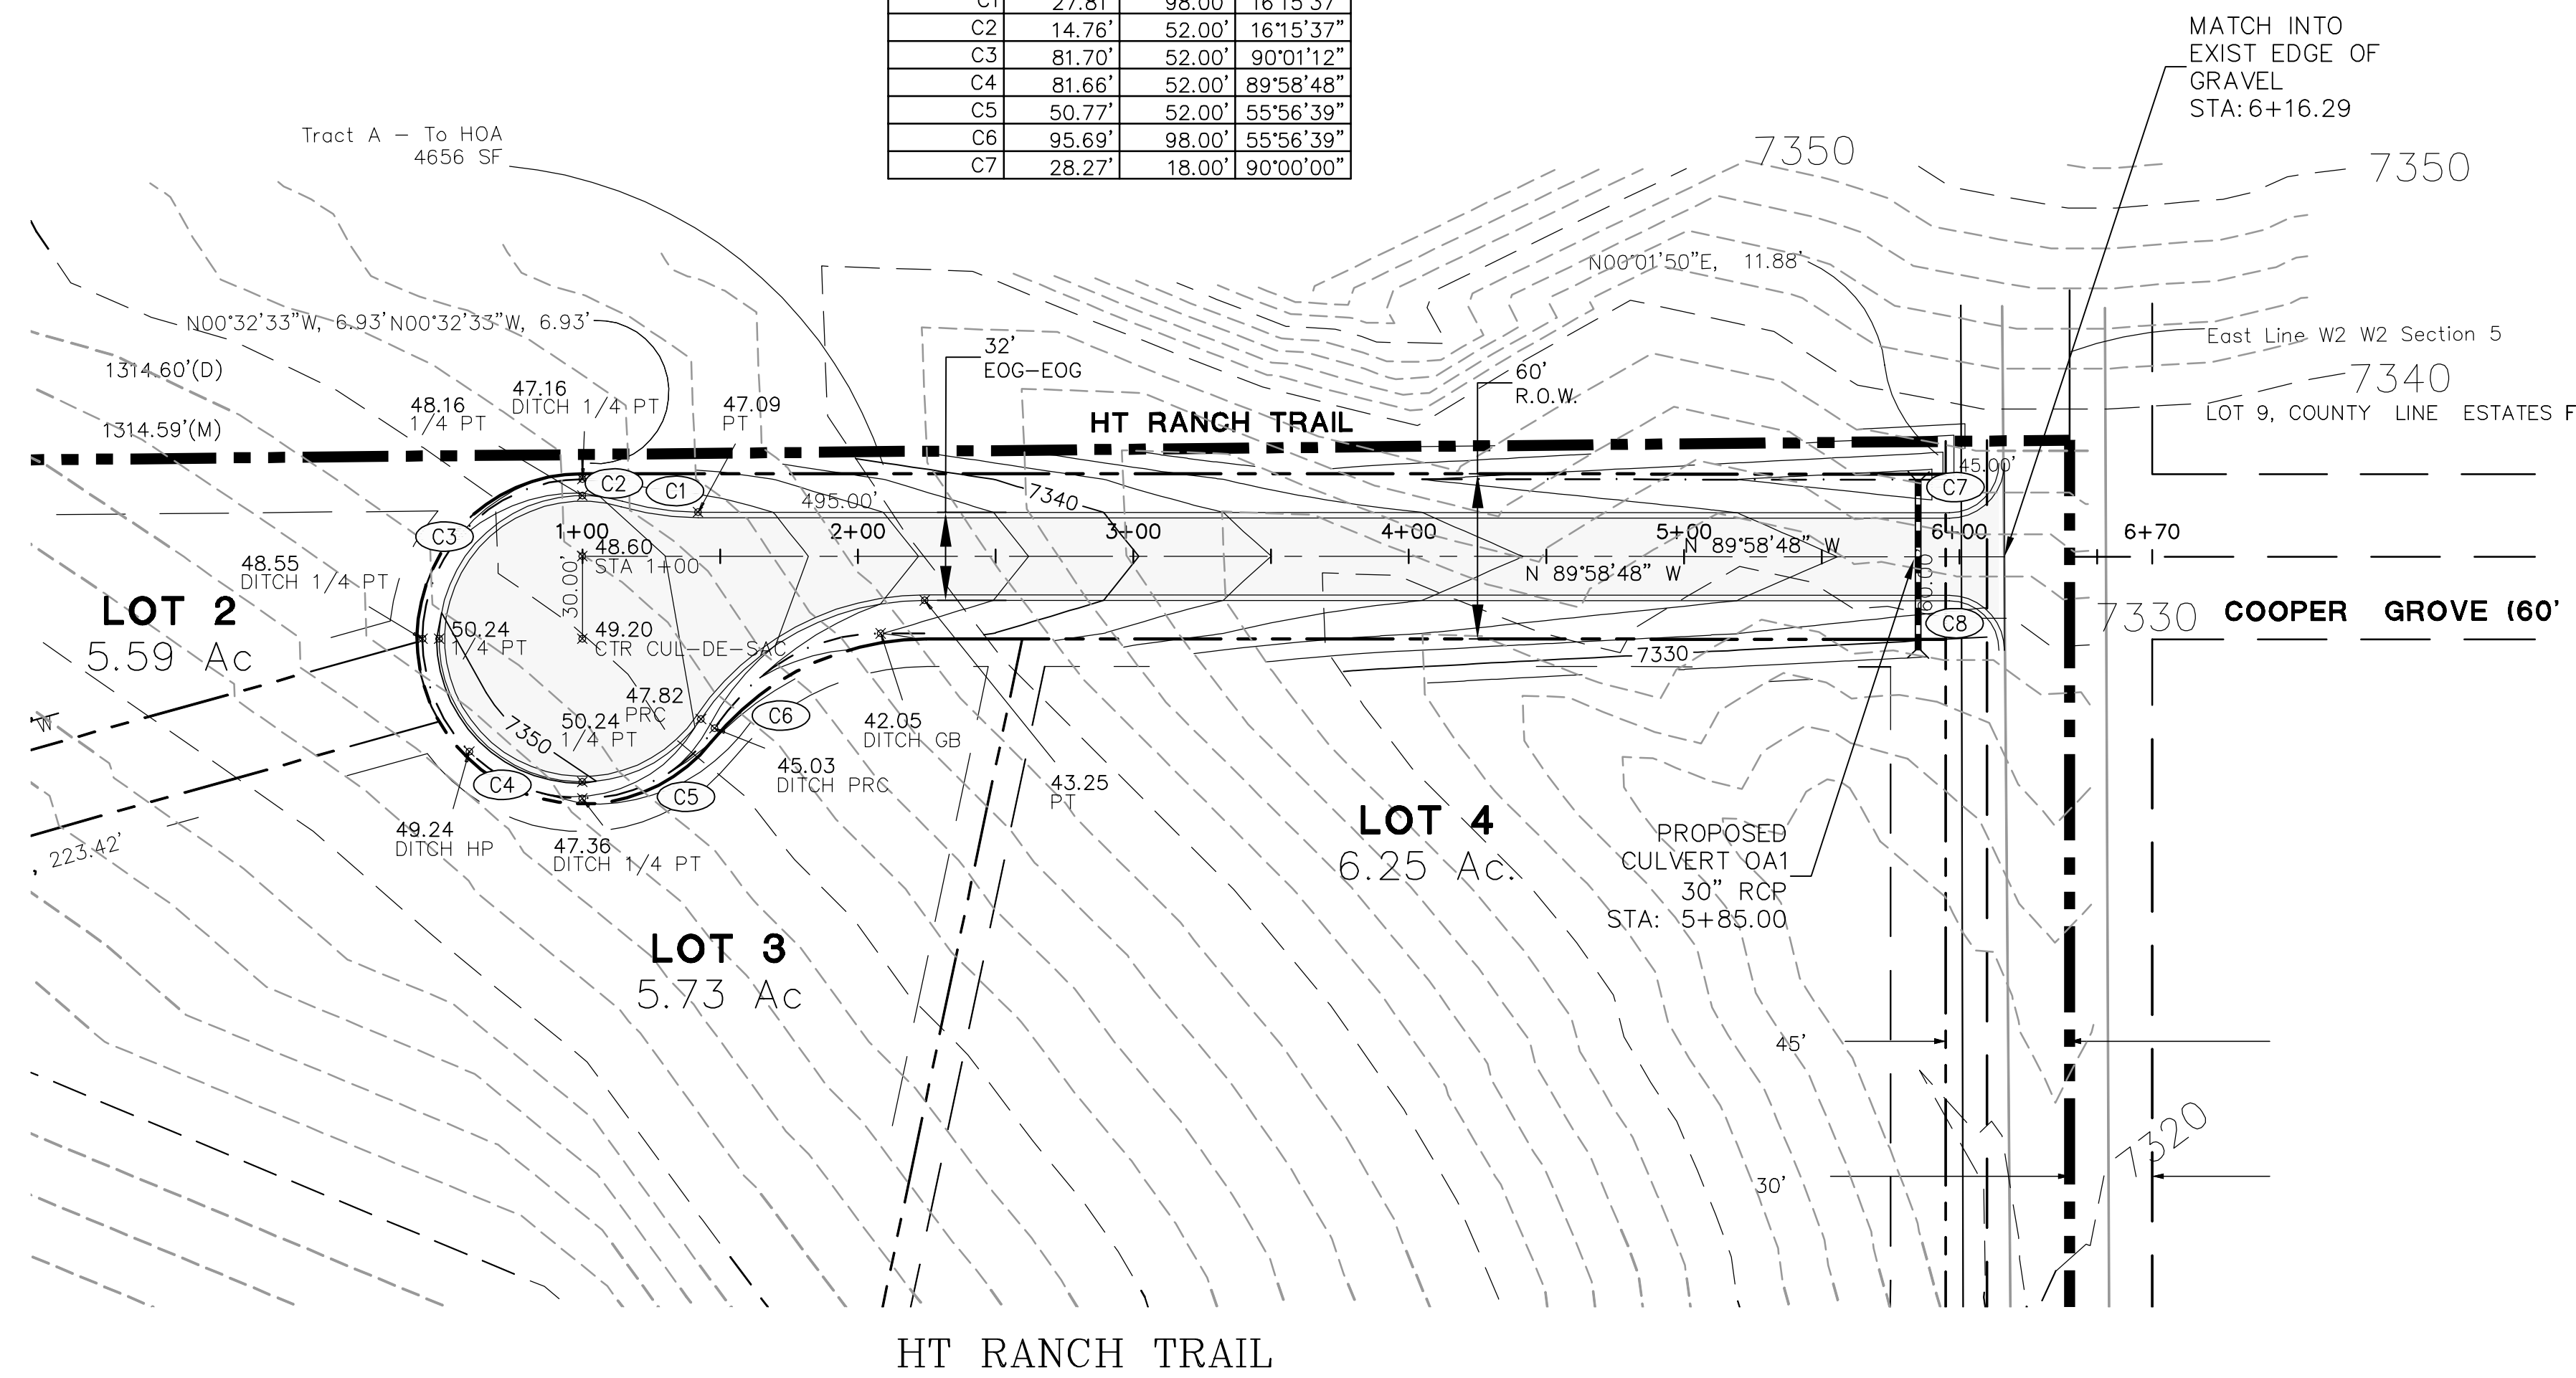 C1 27.81' 98.00' 16°15'37"
C2 14.76' 52.00' 16°15'37"
C3 81.70' 52.00' 90°01'12"
C4 81.66' 52.00' 89°58'48"
C5 50.77' 52.00' 55°56'39"
C6 95.69' 98.00' 55°56'39"
C7 28.27' 18.00' 90°00'00"
MATCH INTO
EXIST EDGE OF
GRAVEL
STA: 6+16.29
Tract A – To HOA
4656 SF
7350
7350
N00°01'50"E, 11.88'
N00°32'33"W, 6.93'
N00°32'33"W, 6.93'
East Line W2 W2 Section 5
7340
LOT 9, COUNTY LINE ESTATES F
1314.60'(D)
1314.59'(M)
48.16
1/4 PT
47.16
DITCH 1/4 PT
47.09
PT
32'
EOG–EOG
60'
R.O.W.
HT RANCH TRAIL
45.00'
C2
C1
C7
C3
495.00'
7340
1+00
2+00
3+00
4+00
5+00
6+00
6+70
48.60
STA 1+00
N 89°58'48" W
N 89°58'48" W
48.55
DITCH 1/4 PT
30.00'
60.00'
LOT 2
5.59 Ac
50.24
1/4 PT
49.20
CTR CUL–DE–SAC
C8
7330
COOPER GROVE (60'
7330
47.82
PRC
C6
W
7350
50.24
1/4 PT
42.05
DITCH GB
45.03
DITCH PRC
43.25
PT
C4
C5
49.24
DITCH HP
47.36
DITCH 1/4 PT
, 223.42'
LOT 4
6.25 Ac.
PROPOSED
CULVERT OA1
30" RCP
STA: 5+85.00
LOT 3
5.73 Ac
45'
30'
7320
HT RANCH TRAIL